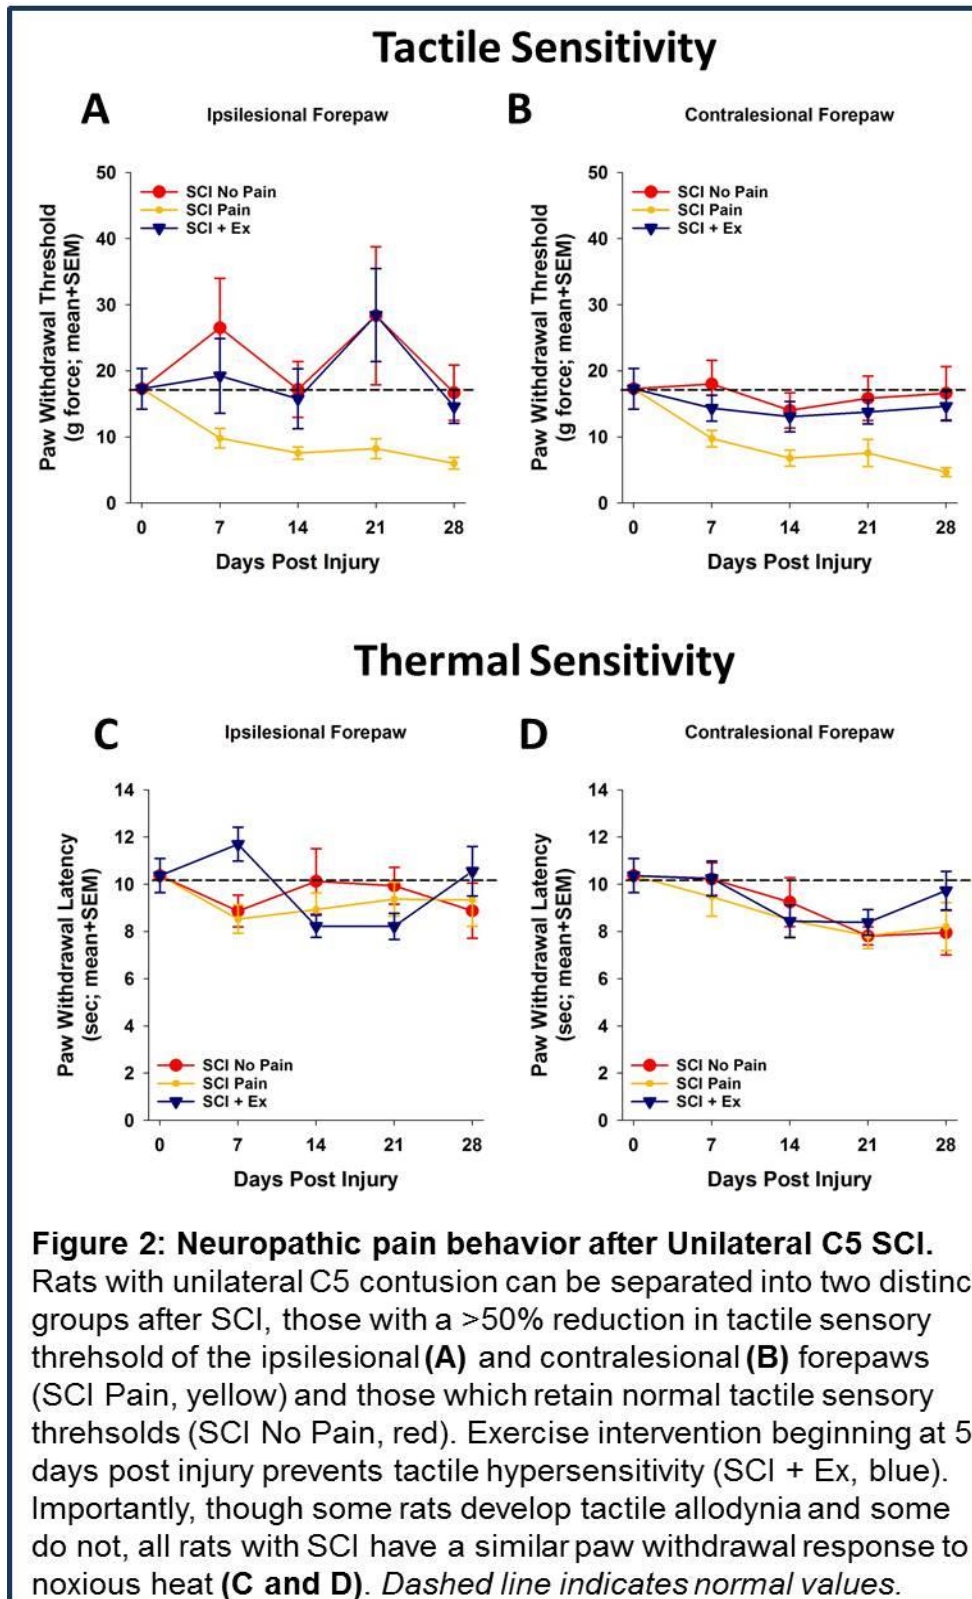 Tactile Sensitivity
A
Ipsilesional Forepaw
Paw Withdrawal Threshold
(g force; mean+SEM)
50
40
30
20
10
0
SCI No Pain
SCI Pain
SCI + Ex
0 7 14 21 28
Days Post Injury
B
Contralesional Forepaw
Paw Withdrawal Threshold
(g force; mean+SEM)
50
40
30
20
10
0
SCI No Pain
SCI Pain
SCI + Ex
0 7 14 21 28
Days Post Injury
Thermal Sensitivity
C
Ipsilesional Forepaw
Paw Withdrawal Latency
(sec; mean+SEM)
14
12
10
8
6
4
2
0
SCI No Pain
SCI Pain
SCI + Ex
0 7 14 21 28
Days Post Injury
D
Contralesional Forepaw
Paw Withdrawal Latency
(sec; mean+SEM)
14
12
10
8
6
4
2
0
SCI No Pain
SCI Pain
SCI + Ex
0 7 14 21 28
Days Post Injury
Figure 2: Neuropathic pain behavior after Unilateral C5 SCI.
Rats with unilateral C5 contusion can be separated into two distinc
groups after SCI, those with a >50% reduction in tactile sensory
threhsold of the ipsilesional (A) and contralesional (B) forepaws
(SCI Pain, yellow) and those which retain normal tactile sensory
threhsolds (SCI No Pain, red). Exercise intervention beginning at 5
days post injury prevents tactile hypersensitivity (SCI + Ex, blue).
Importantly, though some rats develop tactile allodynia and some
do not, all rats with SCI have a similar paw withdrawal response to
noxious heat (C and D). Dashed line indicates normal values.